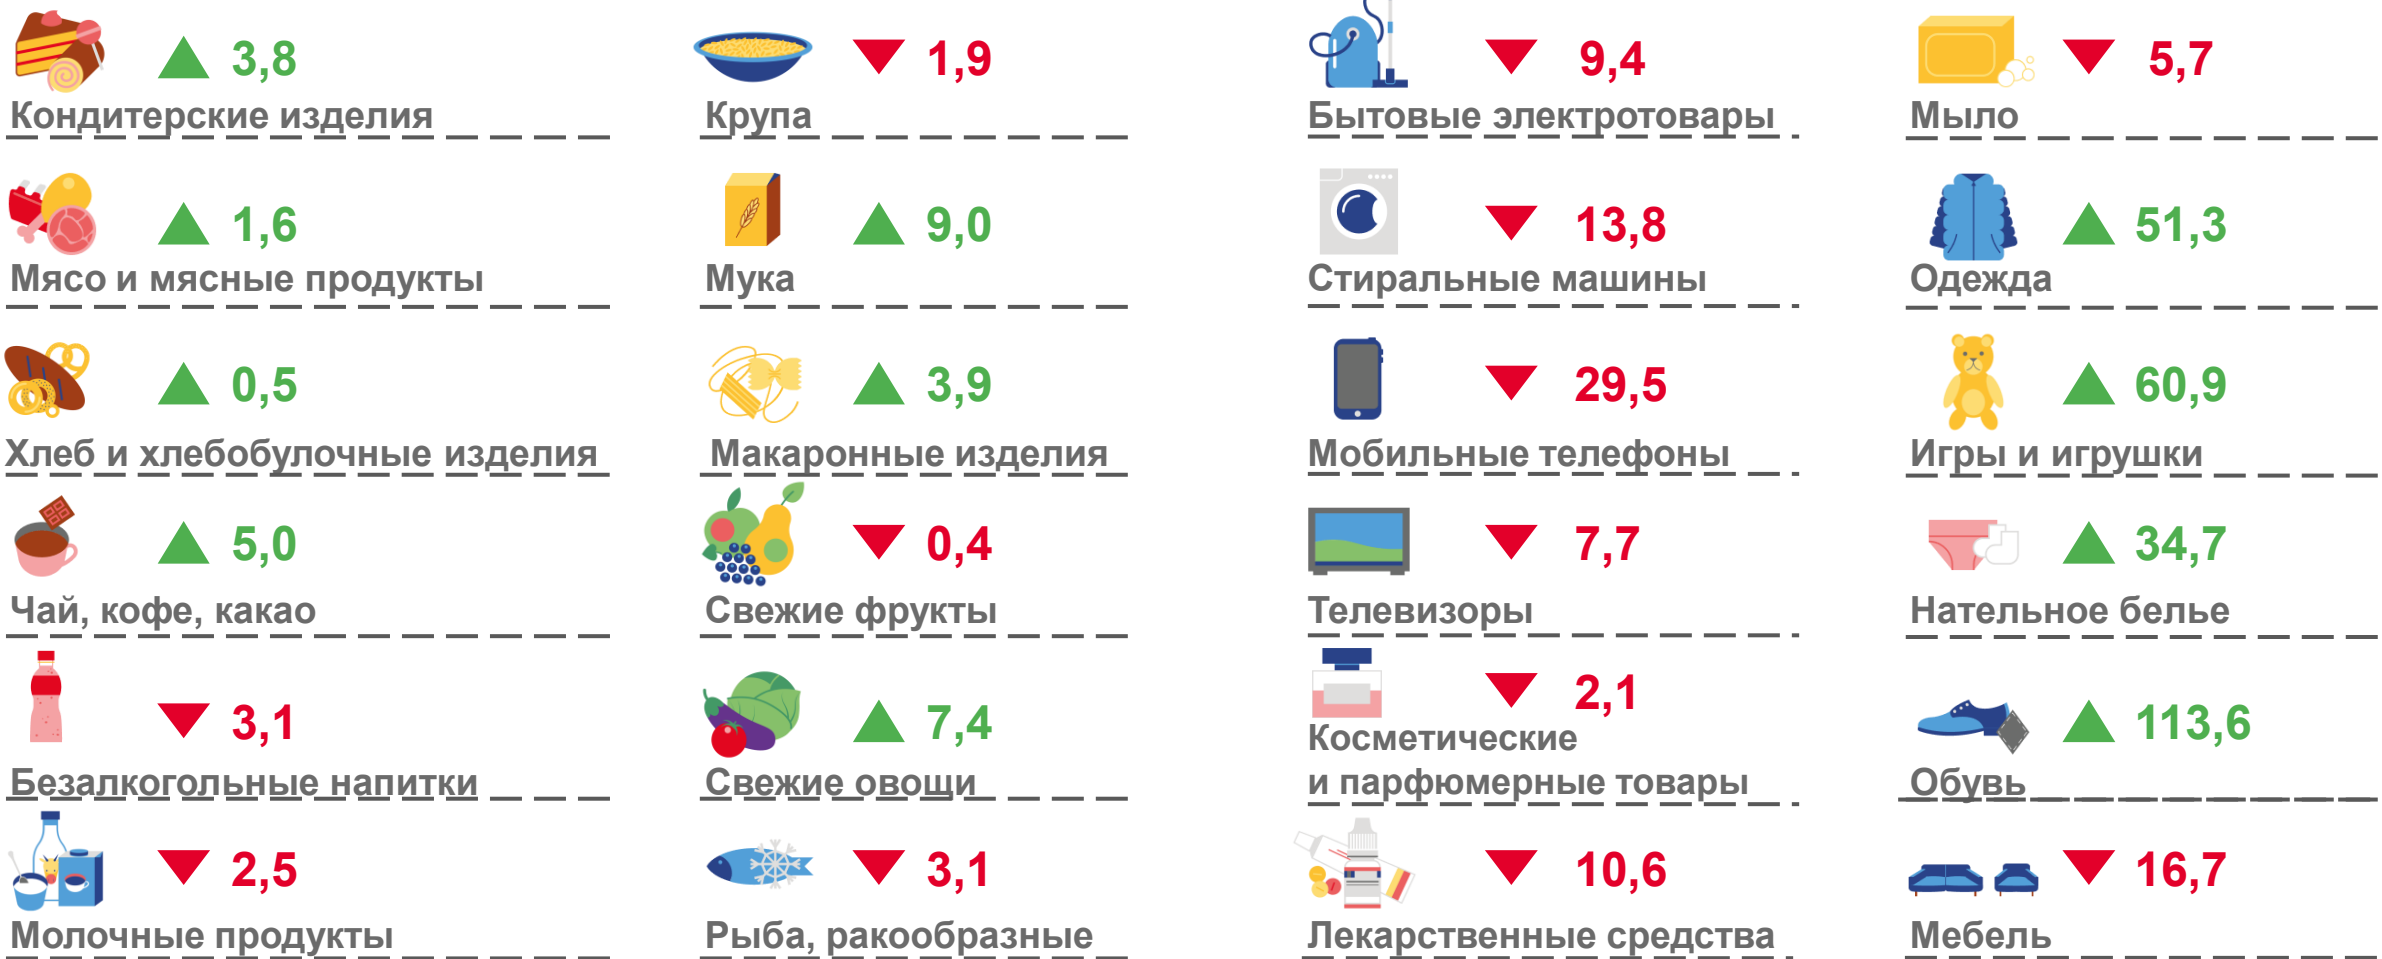 3,8
Кондитерские изделия
1,6
Мясо и мясные продукты
0,5
Хлеб и хлебобулочные изделия
5,0
Чай, кофе, какао
3,1
Безалкогольные напитки
2,5
Молочные продукты
1,9
Крупа
9,0
Мука
3,9
Макаронные изделия
0,4
Свежие фрукты
7,4
Свежие овощи
3,1
Рыба, ракообразные
9,4
Бытовые электротовары
13,8
Стиральные машины
29,5
Мобильные телефоны
7,7
Телевизоры
2,1
Косметические
и парфюмерные товары
10,6
Лекарственные средства
5,7
Мыло
51,3
Одежда
60,9
Игры и игрушки
34,7
Нательное белье
113,6
Обувь
16,7
Мебель